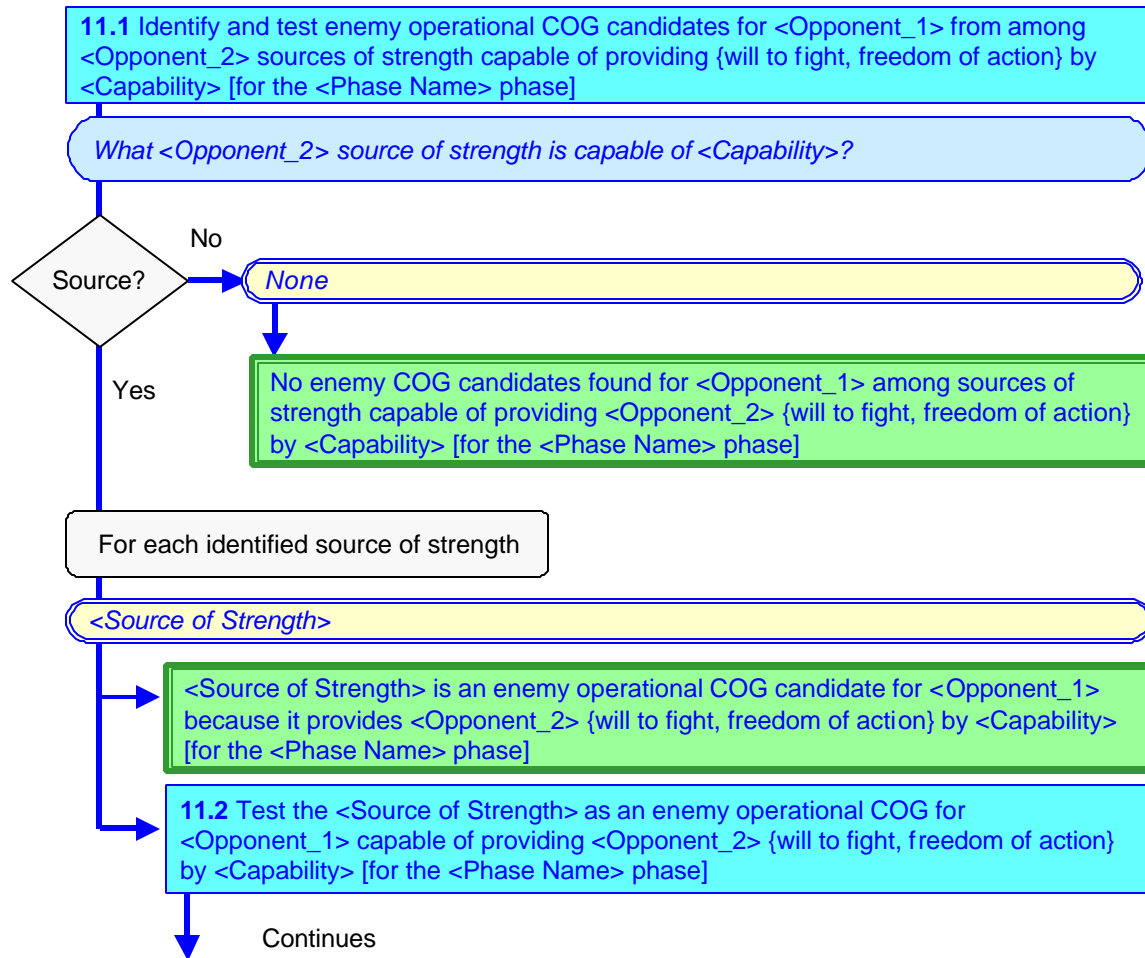 11.1 Identify and test enemy operational COG candidates for <Opponent_1> from among
<Opponent_2> sources of strength capable of providing {will to fight, freedom of action} by
<Capability> [for the <Phase Name> phase]
What <Opponent_2> source of strength is capable of <Capability>?
No
Source?
None
Yes
No enemy COG candidates found for <Opponent_1> among sources of
strength capable of providing <Opponent_2> {will to fight, freedom of action}
by <Capability> [for the <Phase Name> phase]
For each identified source of strength
<Source of Strength>
<Source of Strength> is an enemy operational COG candidate for <Opponent_1>
because it provides <Opponent_2> {will to fight, freedom of action} by <Capability>
[for the <Phase Name> phase]
11.2 Test the <Source of Strength> as an enemy operational COG for
<Opponent_1> capable of providing <Opponent_2> {will to fight, freedom of action}
by <Capability> [for the <Phase Name> phase]
Continues